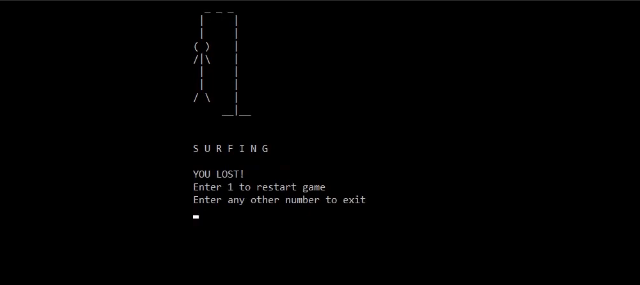 S U R F I N G
YOU LOST!
Enter 1 to restart game
Enter any other number to exit